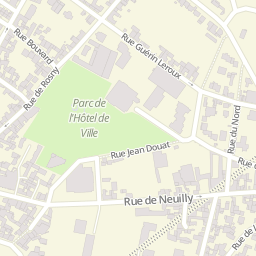 Rue Bouvard
Rue Guérin Leroux
Rue de Rosny
Parc de
l'Hôtel de
Ville
Rue du Nord
Rue Jean Douat
Rue de Neuilly